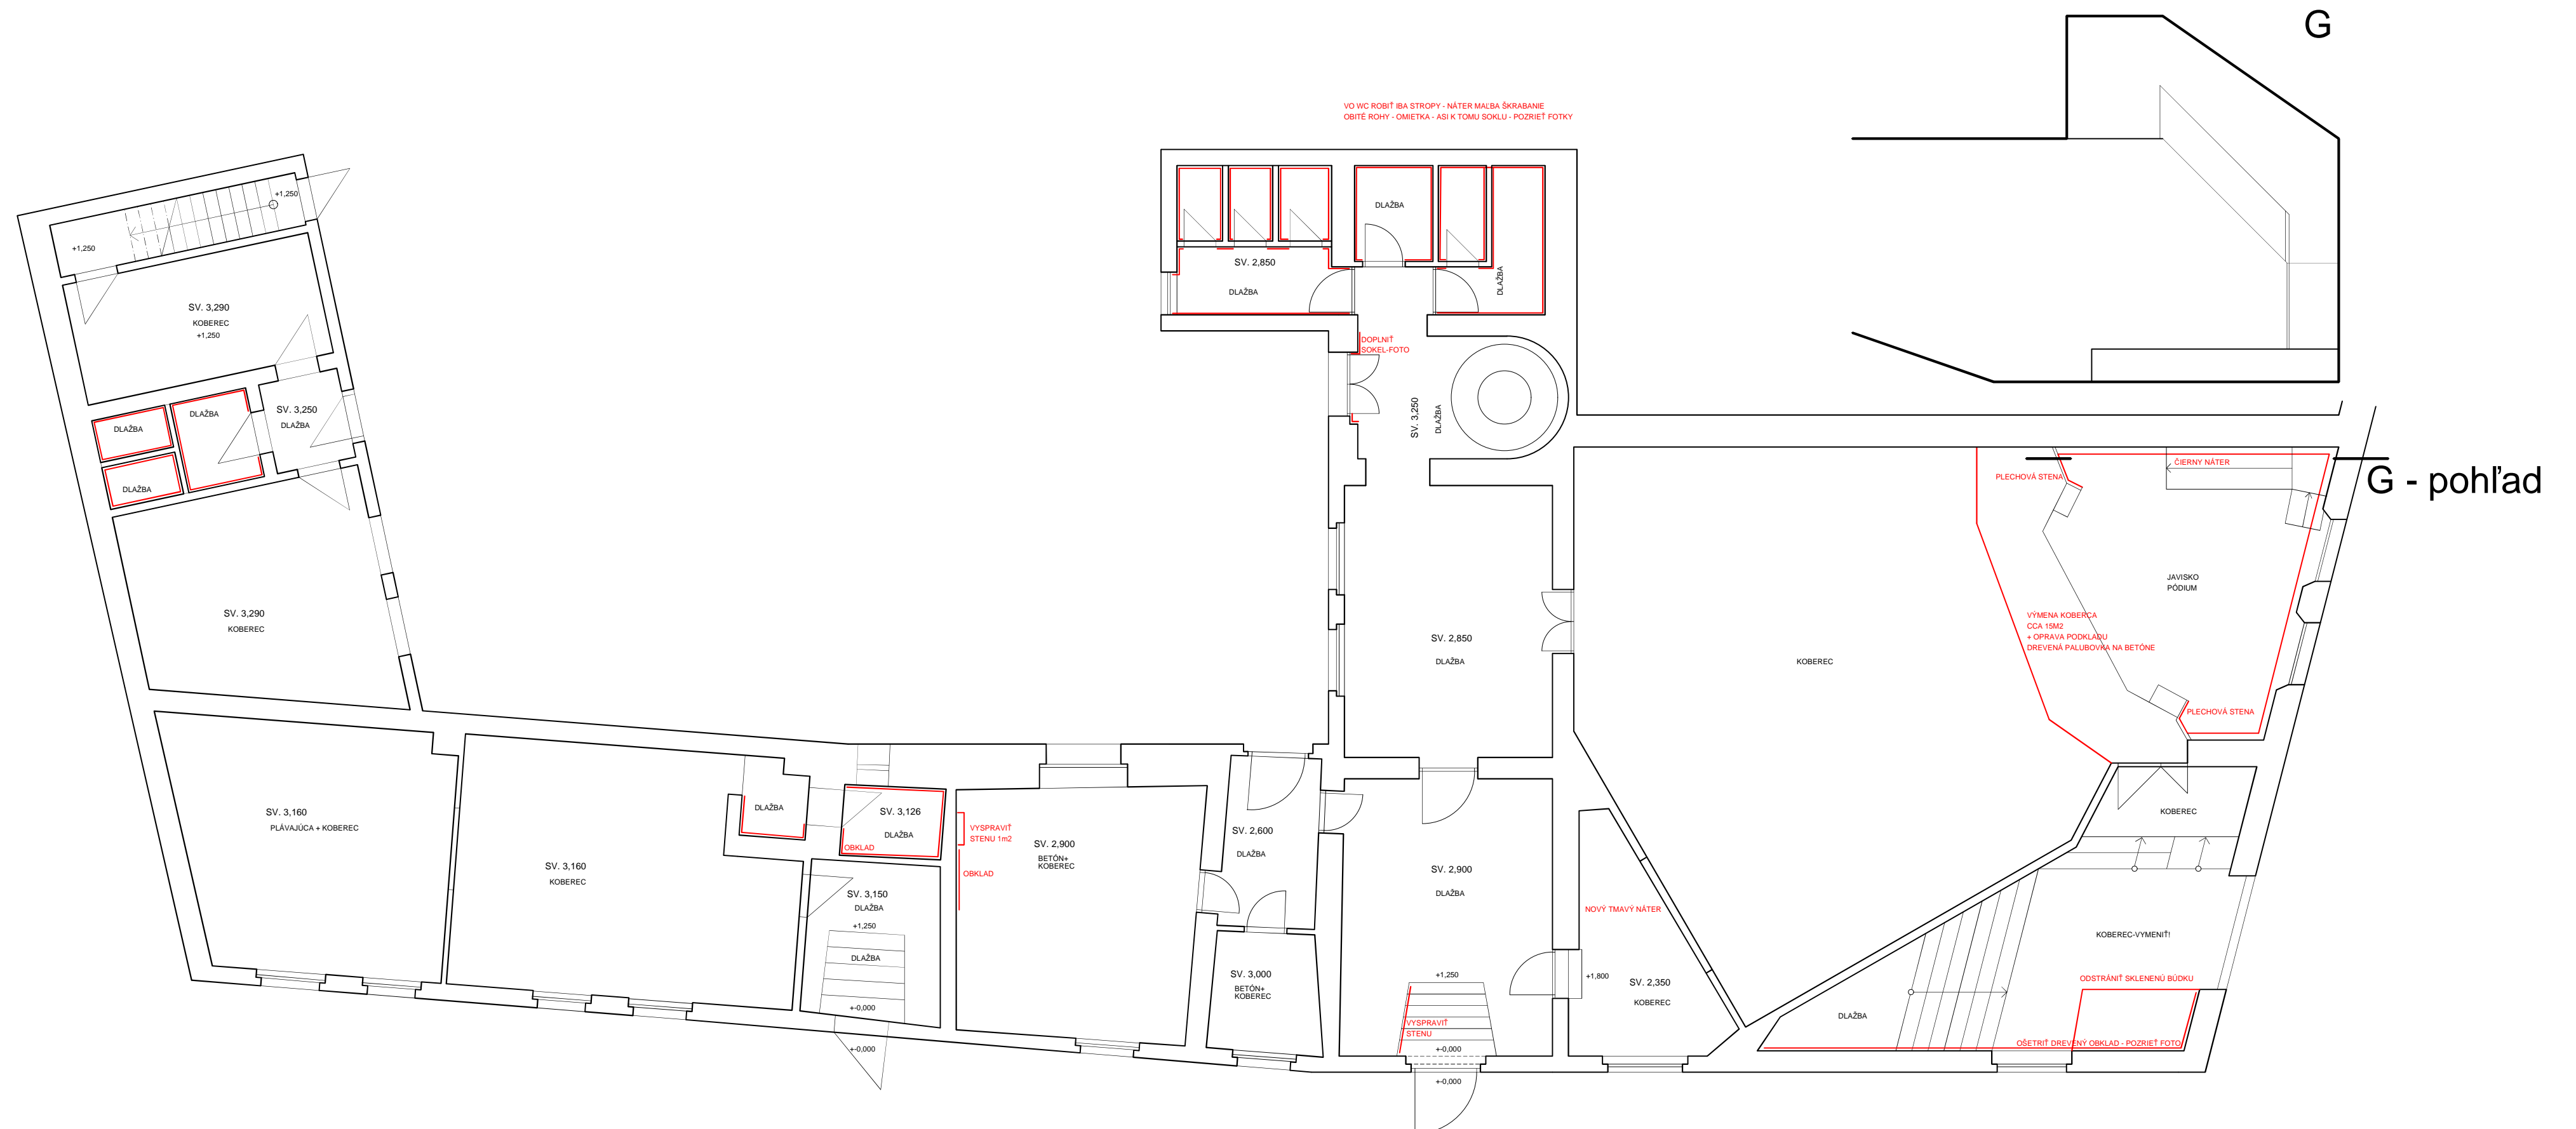 G
VO WC ROBIŤ IBA STROPY - NÁTER MAĽBA ŠKRABANIE
OBITÉ ROHY - OMIETKA - ASI K TOMU SOKLU - POZRIEŤ FOTKY
+1,250
+1,250
SV. 3,290
KOBEREC
+1,250
DLAŽBA
SV. 3,250
DLAŽBA
DLAŽBA
DLAŽBA
SV. 3,290
KOBEREC
DLAŽBA
SV. 2,850
DLAŽBA
DLAŽBA
DOPLNIŤ
SOKEL-FOTO
SV. 3,250
DLAŽBA
PLECHOVÁ STENA
ČIERNY NÁTER
G - pohľad
JAVISKO
PÓDIUM
VÝMENA KOBERCA
CCA 15M2
+ OPRAVA PODKLADU
DREVENÁ PALUBOVKA NA BETÓNE
SV. 2,850
DLAŽBA
KOBEREC
PLECHOVÁ STENA
SV. 3,160
PLÁVAJÚCA + KOBEREC
SV. 3,160
KOBEREC
DLAŽBA
SV. 3,126
DLAŽBA
OBKLAD
SV. 3,150
DLAŽBA
+1,250
DLAŽBA
+-0,000
+-0,000
VYSPRAVIŤ
STENU 1m2
OBKLAD
SV. 2,900
BETÓN+
KOBEREC
SV. 2,600
DLAŽBA
SV. 3,000
BETÓN+
KOBEREC
SV. 2,900
DLAŽBA
+1,250
VYSPRAVIŤ
STENU
+-0,000
+-0,000
NOVÝ TMAVÝ NÁTER
+1,800
SV. 2,350
KOBEREC
KOBEREC
KOBEREC-VYMENIŤ!
ODSTRÁNIŤ SKLENENÚ BÚDKU
DLAŽBA
OŠETRIŤ DREVENÝ OBKLAD - POZRIEŤ FOTO